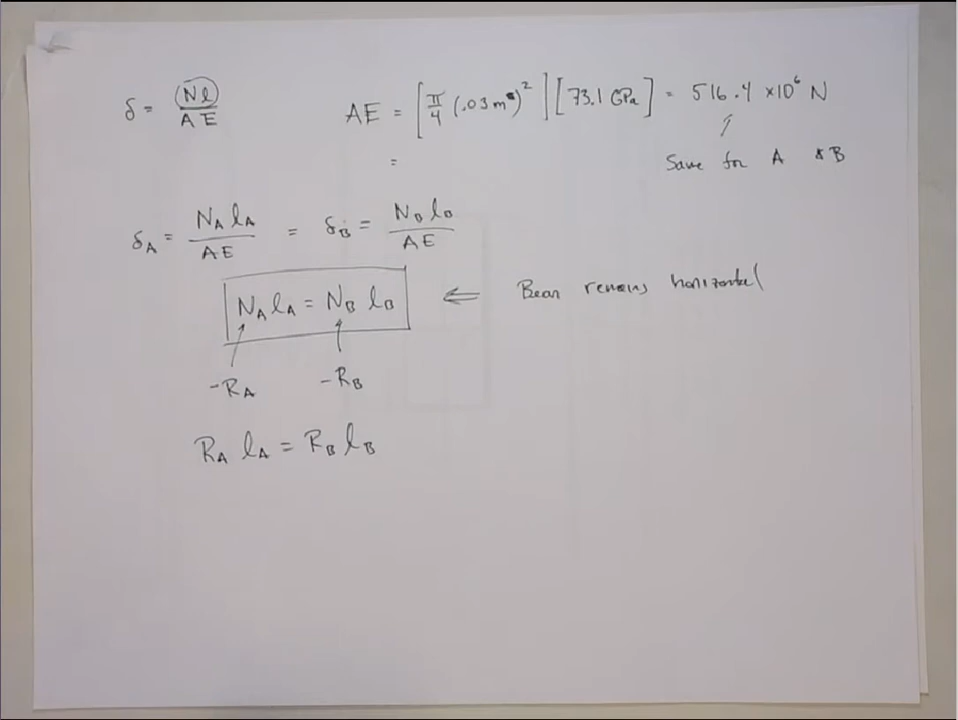 δ = Nl / AE
AE = [π/4 (.03 m)²] [73.1 GPa] = 516.4 ×10⁶ N
=
Same for A & B
δA = NA lA / AE = δB = NB lB / AE
NA lA = NB lB ⇐ Beam remains horizontal
-RA -RB
RA lA = RB lB